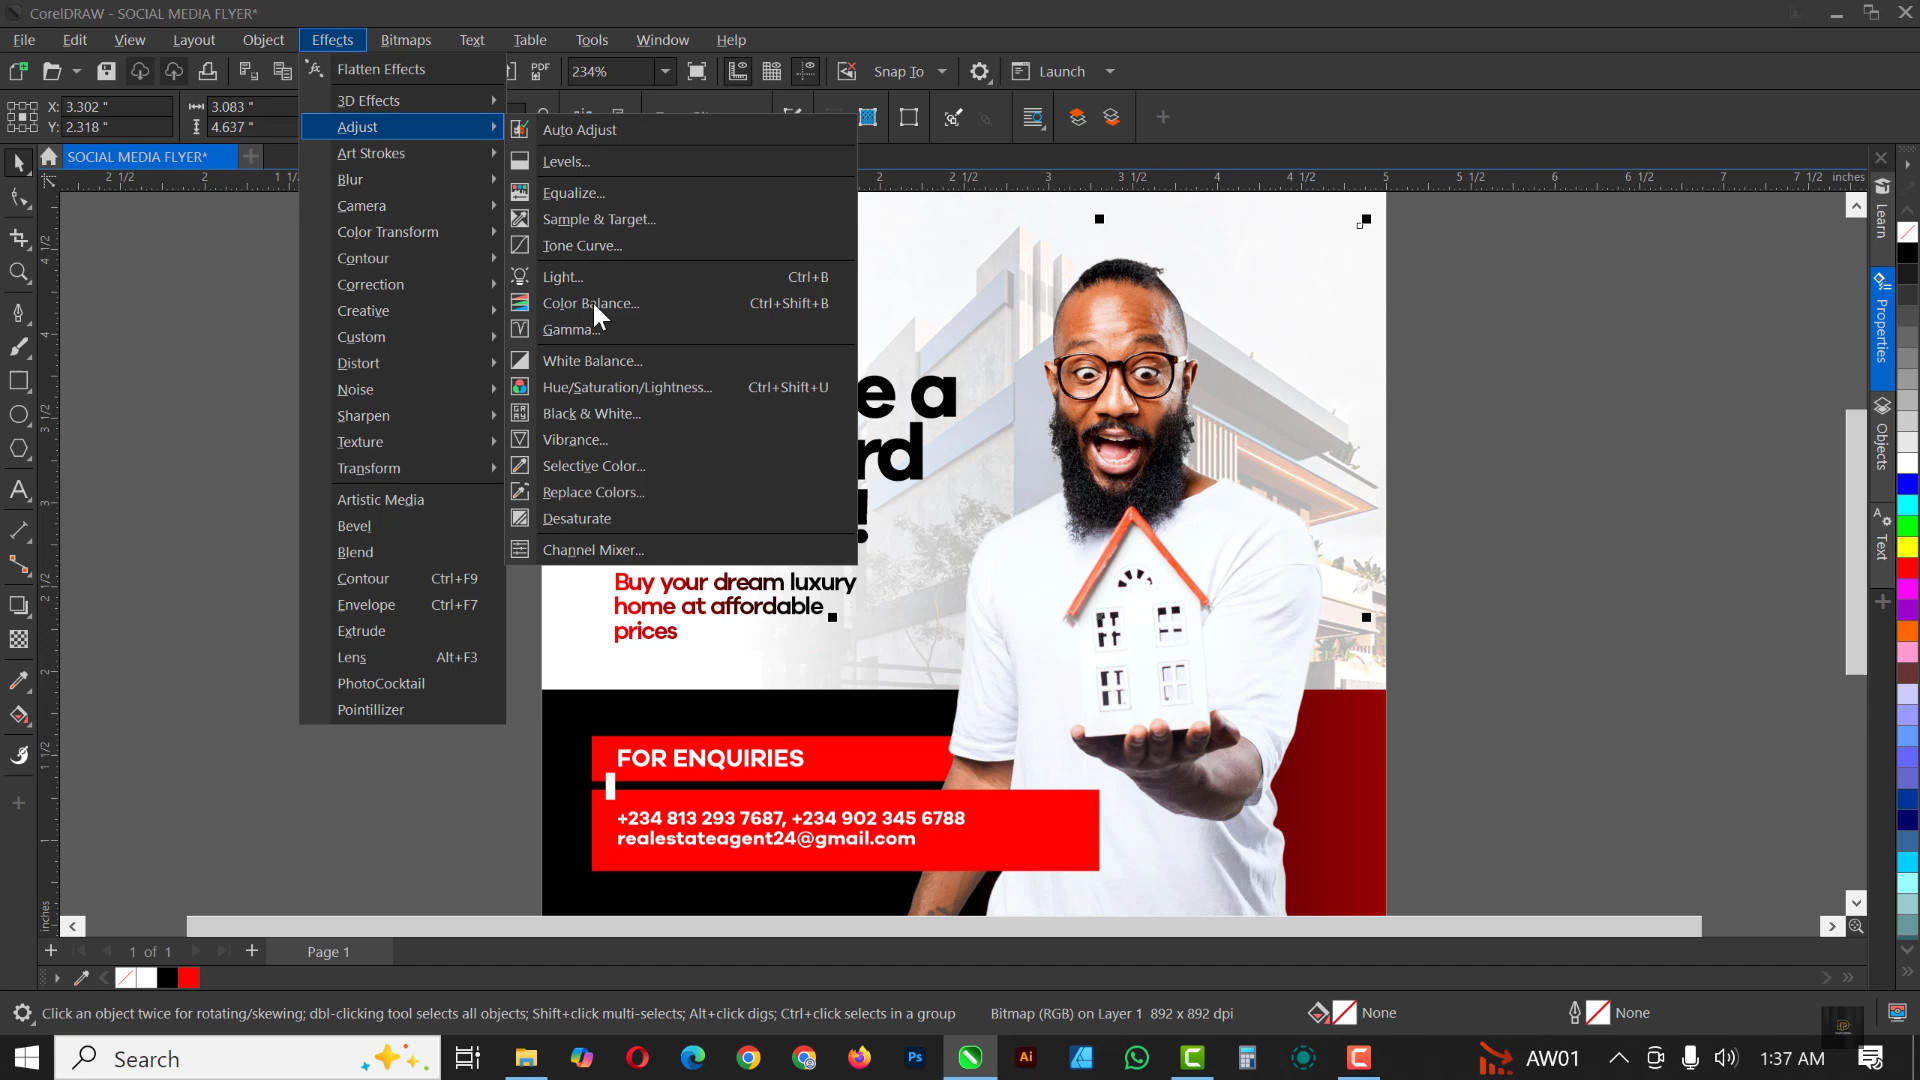 CorelDRAW - SOCIAL MEDIA FLYER*
File Edit View Layout Object Effects Bitmaps Text Table Tools Window Help
PDF 234% Snap To Launch
X: 3.302 " 3.083 "
Y: 2.318 " 4.637 "
SOCIAL MEDIA FLYER*
2 1/2 2 1 1/2 2 2 1/2 3 3 1/2 4 4 1/2 5 5 1/2 6 6 1/2 7 7 1/2 inches
Flatten Effects
3D Effects
Adjust
Art Strokes
Blur
Camera
Color Transform
Contour
Correction
Creative
Custom
Distort
Noise
Sharpen
Texture
Transform
Artistic Media
Bevel
Blend
Contour Ctrl+F9
Envelope Ctrl+F7
Extrude
Lens Alt+F3
PhotoCocktail
Pointillizer
Auto Adjust
Levels...
Equalize...
Sample & Target...
Tone Curve...
Light... Ctrl+B
Color Balance... Ctrl+Shift+B
Gamma...
White Balance...
Hue/Saturation/Lightness... Ctrl+Shift+U
Black & White...
Vibrance...
Selective Color...
Replace Colors...
Desaturate
Channel Mixer...
e a
rd
!
Buy your dream luxury
home at affordable
prices
FOR ENQUIRIES
+234 813 293 7687, +234 902 345 6788
realestateagent24@gmail.com
Learn
Properties
Objects
Text
inches
1 of 1 Page 1
Click an object twice for rotating/skewing; dbl-clicking tool selects all objects; Shift+click multi-selects; Alt+click digs; Ctrl+click selects in a group Bitmap (RGB) on Layer 1 892 x 892 dpi None None
Search Ps Ai AW01 1:37 AM